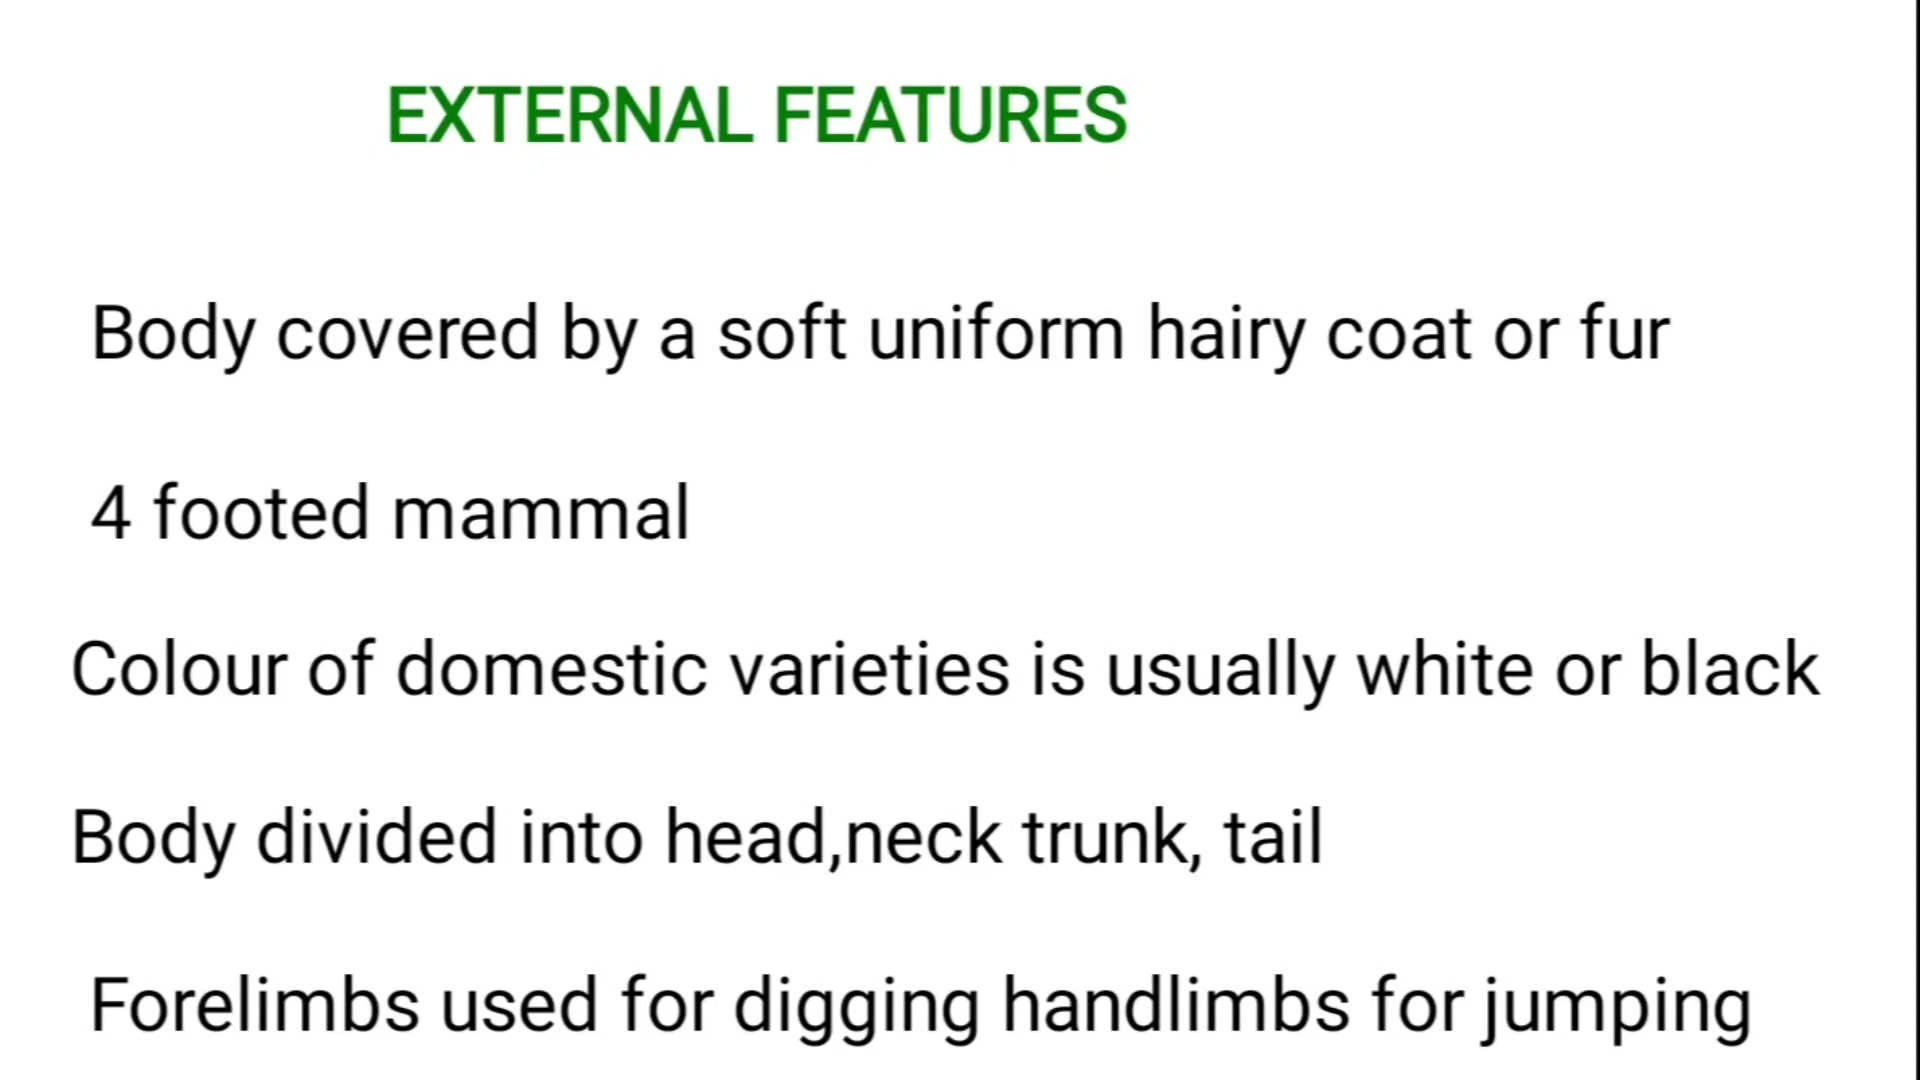 EXTERNAL FEATURES
Body covered by a soft uniform hairy coat or fur
4 footed mammal
Colour of domestic varieties is usually white or black
Body divided into head,neck trunk, tail
Forelimbs used for digging handlimbs for jumping